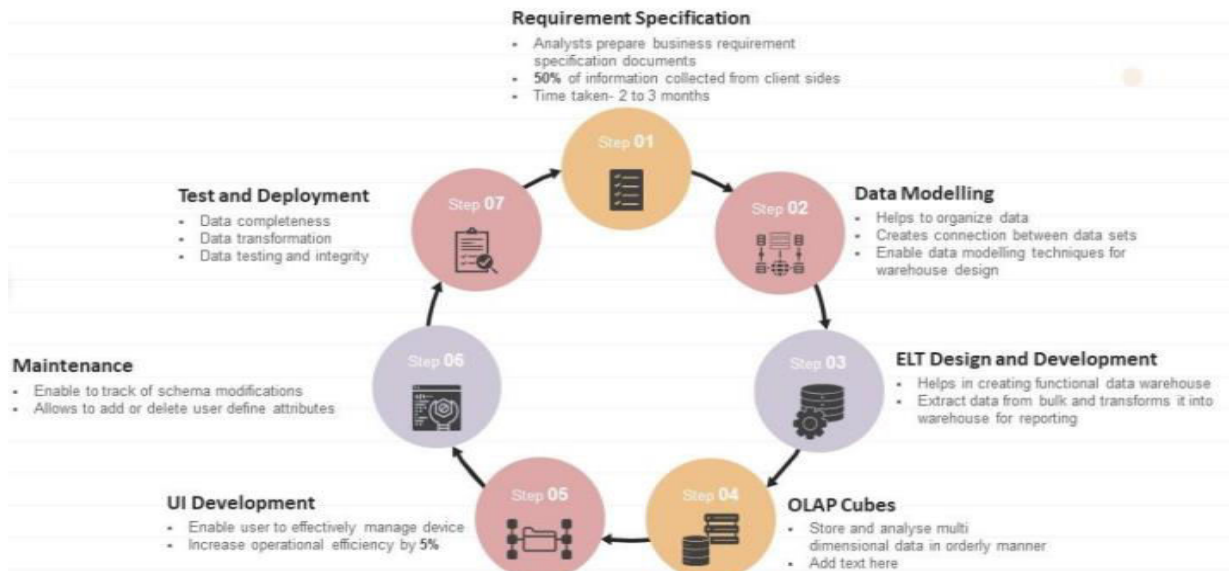 Requirement Specification
Analysts prepare business requirement
specification documents
50% of information collected from client sides
Time taken- 2 to 3 months
Step 01
Test and Deployment
Data completeness
Data transformation
Data testing and integrity
Step 07
Step 02
Data Modelling
Helps to organize data
Creates connection between data sets
Enable data modelling techniques for
warehouse design
Maintenance
Enable to track of schema modifications
Allows to add or delete user define attributes
Step 06
Step 03
ELT Design and Development
Helps in creating functional data warehouse
Extract data from bulk and transforms it into
warehouse for reporting
UI Development
Enable user to effectively manage device
Increase operational efficiency by 5%
Step 05
Step 04
OLAP Cubes
Store and analyse multi
dimensional data in orderly manner
Add text here